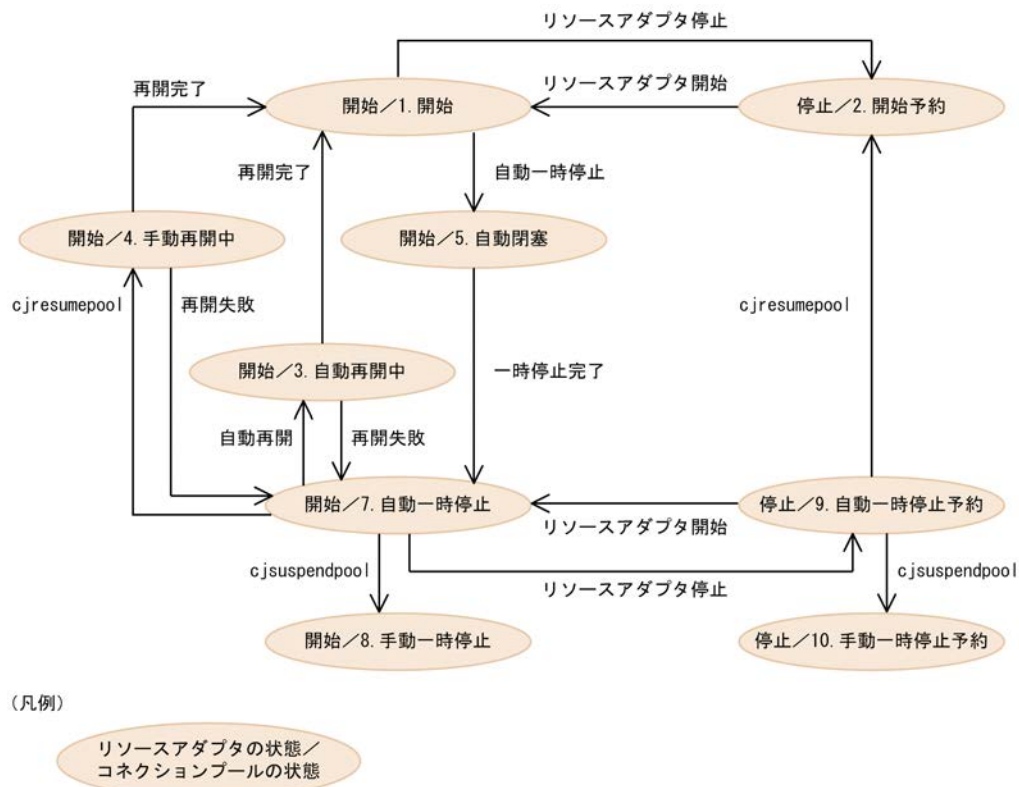 リソースアダプタ停止
再開完了
開始／1. 開始
リソースアダプタ開始
停止／2. 開始予約
再開完了
自動一時停止
開始／4. 手動再開中
開始／5. 自動閉塞
cjresumepool
再開失敗
cjresumepool
開始／3. 自動再開中
一時停止完了
自動再開
再開失敗
開始／7. 自動一時停止
リソースアダプタ開始
停止／9. 自動一時停止予約
cjsuspendpool
リソースアダプタ停止
cjsuspendpool
開始／8. 手動一時停止
停止／10. 手動一時停止予約
（凡例）
リソースアダプタの状態／
コネクションプールの状態